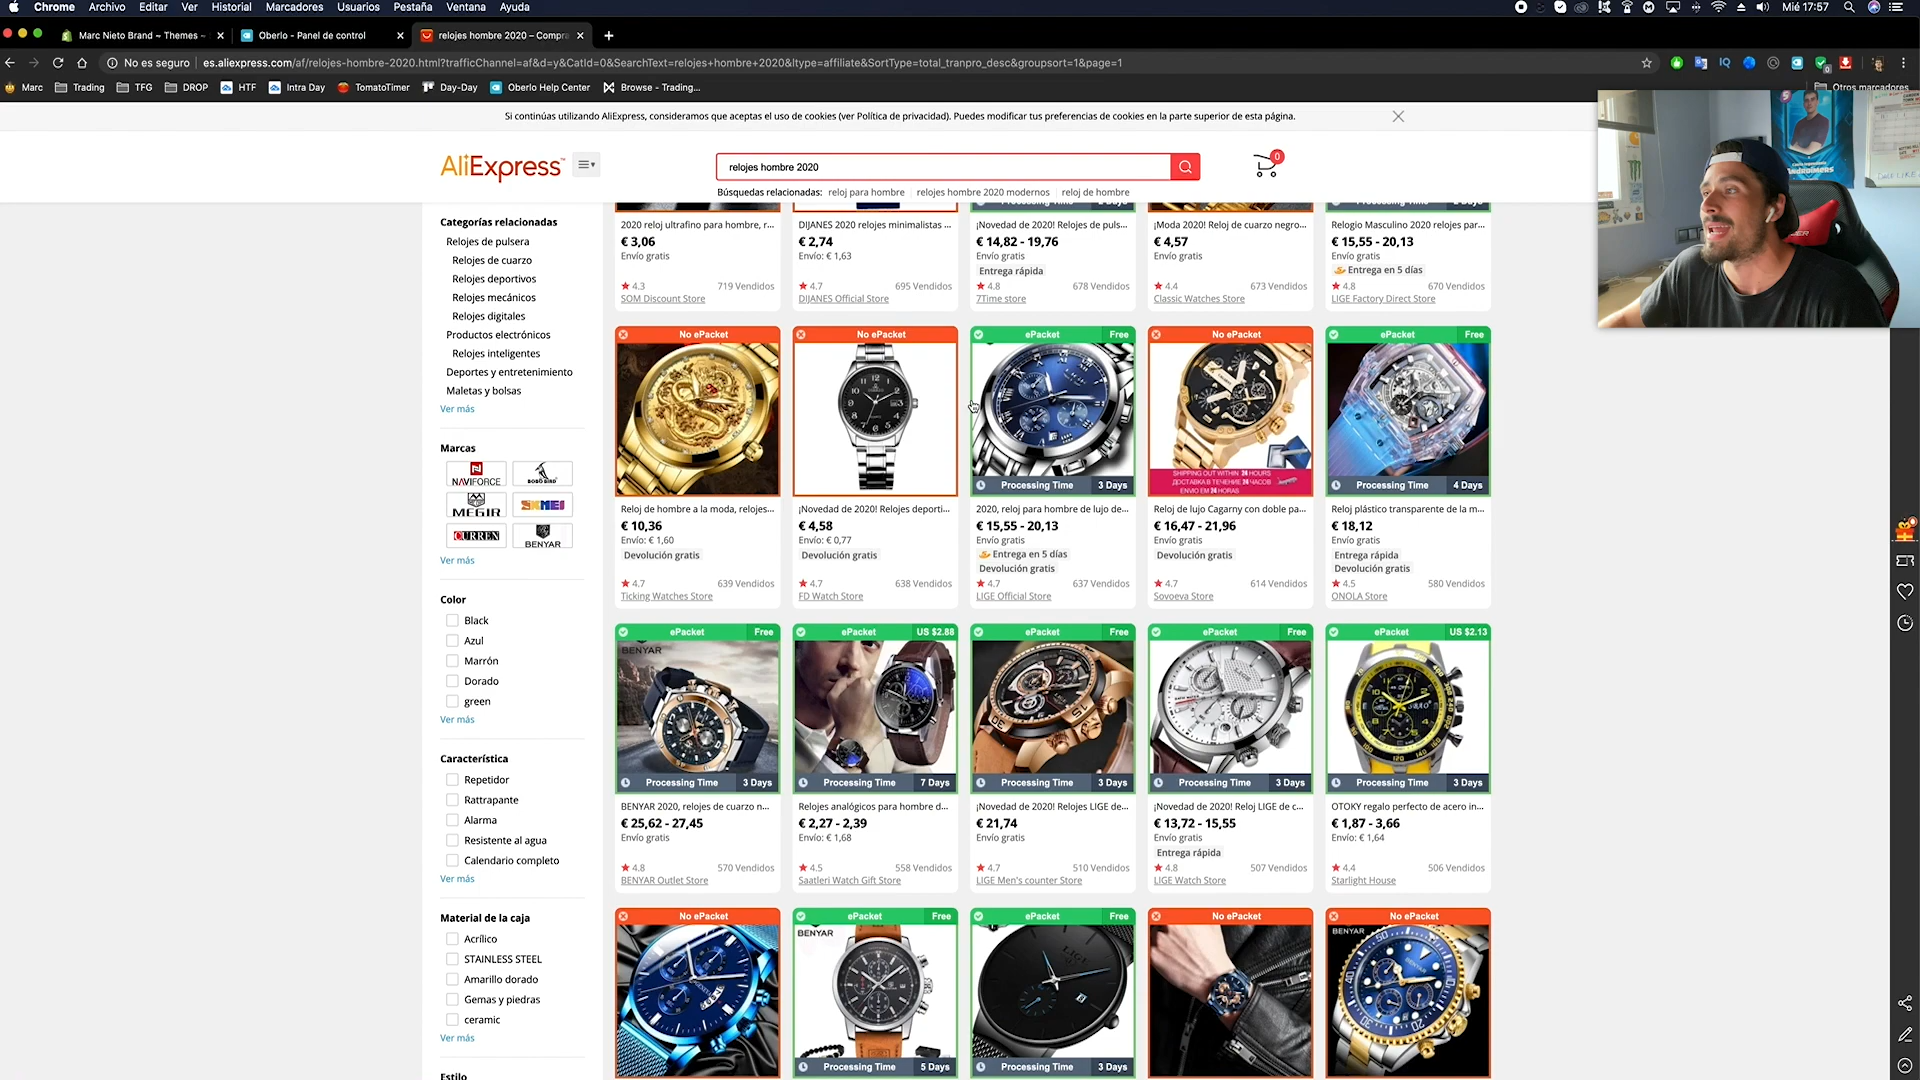 Chrome Archivo Editar Ver Historial Marcadores Usuarios Pestaña Ventana Ayuda
Mié 17:57
Marc Nieto Brand ~ Themes ~
Oberlo - Panel de control
relojes hombre 2020 – Compra
No es seguro
es.aliexpress.com/af/relojes-hombre-2020.html?trafficChannel=af&d=y&CatId=0&SearchText=relojes+hombre+2020&ltype=affiliate&SortType=total_tranpro_desc&groupsort=1&page=1
Marc Trading TFG DROP HTF Intra Day TomatoTimer Day-Day Oberlo Help Center Browse - Trading... Otros marcadores
Si continúas utilizando AliExpress, consideramos que aceptas el uso de cookies (ver Política de privacidad). Puedes modificar tus preferencias de cookies en la parte superior de esta página.
AliExpress
relojes hombre 2020
0
Búsquedas relacionadas: reloj para hombre relojes hombre 2020 modernos reloj de hombre
Categorías relacionadas
Relojes de pulsera
Relojes de cuarzo
Relojes deportivos
Relojes mecánicos
Relojes digitales
Productos electrónicos
Relojes inteligentes
Deportes y entretenimiento
Maletas y bolsas
Ver más
Marcas
NAVIFORCE BOBO BIRD
MEGIR SKMEI
CURREN BENYAR
Ver más
Color
Black
Azul
Marrón
Dorado
green
Ver más
Característica
Repetidor
Rattrapante
Alarma
Resistente al agua
Calendario completo
Ver más
Material de la caja
Acrílico
STAINLESS STEEL
Amarillo dorado
Gemas y piedras
ceramic
Ver más
Estilo
2020 reloj ultrafino para hombre, r...
€ 3,06
Envío gratis
4.3 719 Vendidos
SOM Discount Store
DIJANES 2020 relojes minimalistas ...
€ 2,74
Envío: € 1,63
4.7 695 Vendidos
DIJANES Official Store
¡Novedad de 2020! Relojes de puls...
€ 14,82 - 19,76
Envío gratis
Entrega rápida
4.8 678 Vendidos
7Time store
¡Moda 2020! Reloj de cuarzo negro...
€ 4,57
Envío gratis
4.4 673 Vendidos
Classic Watches Store
Relogio Masculino 2020 relojes par...
€ 15,55 - 20,13
Envío gratis
Entrega en 5 días
4.8 670 Vendidos
LIGE Factory Direct Store
No ePacket
Reloj de hombre a la moda, relojes...
€ 10,36
Envío: € 1,60
Devolución gratis
4.7 639 Vendidos
Ticking Watches Store
No ePacket
¡Novedad de 2020! Relojes deporti...
€ 4,58
Envío: € 0,77
Devolución gratis
4.7 638 Vendidos
FD Watch Store
ePacket Free
Processing Time 3 Days
2020, reloj para hombre de lujo de...
€ 15,55 - 20,13
Envío gratis
Entrega en 5 días
Devolución gratis
4.7 637 Vendidos
LIGE Official Store
No ePacket
SHIPPING OUT WITHIN 24 HOURS
ДОСТАВКА В ТЕЧЕНИЕ 24 ЧАСОВ
ENVIO EM 24 HORAS
Reloj de lujo Cagarny con doble pa...
€ 16,47 - 21,96
Envío gratis
Devolución gratis
4.7 614 Vendidos
Sovoeva Store
ePacket Free
Processing Time 4 Days
Reloj plástico transparente de la m...
€ 18,12
Envío gratis
Entrega rápida
Devolución gratis
4.5 580 Vendidos
ONOLA Store
ePacket Free
BENYAR
Processing Time 3 Days
BENYAR 2020, relojes de cuarzo n...
€ 25,62 - 27,45
Envío gratis
4.8 570 Vendidos
BENYAR Outlet Store
ePacket US $2.88
Processing Time 7 Days
Relojes analógicos para hombre d...
€ 2,27 - 2,39
Envío: € 1,68
4.5 558 Vendidos
Saatleri Watch Gift Store
ePacket Free
Processing Time 3 Days
¡Novedad de 2020! Relojes LIGE de...
€ 21,74
Envío gratis
4.7 510 Vendidos
LIGE Men's counter Store
ePacket Free
Processing Time 3 Days
¡Novedad de 2020! Reloj LIGE de c...
€ 13,72 - 15,55
Envío gratis
Entrega rápida
4.8 507 Vendidos
LIGE Watch Store
ePacket US $2.13
Processing Time 3 Days
OTOKY regalo perfecto de acero in...
€ 1,87 - 3,66
Envío: € 1,64
4.4 506 Vendidos
Starlight House
No ePacket
ePacket Free
BENYAR
Processing Time 5 Days
ePacket Free
Processing Time 3 Days
No ePacket
No ePacket
BENYAR